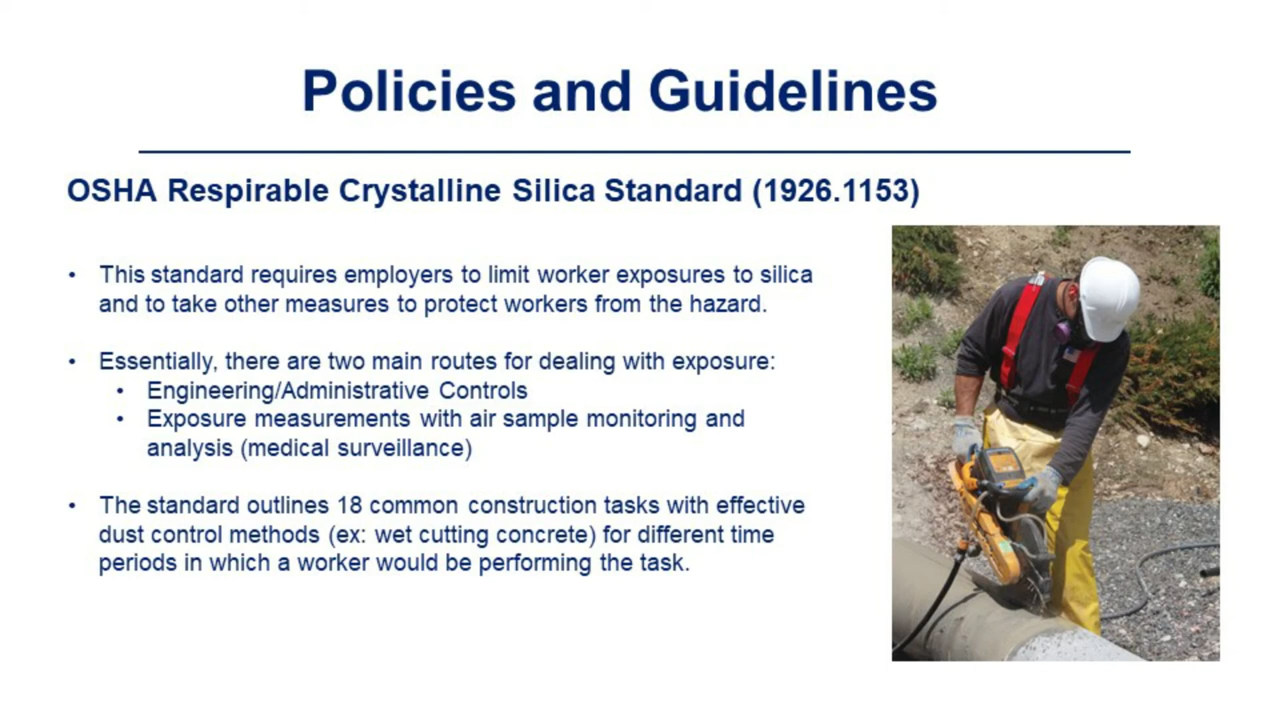 Policies and Guidelines
OSHA Respirable Crystalline Silica Standard (1926.1153)
• This standard requires employers to limit worker exposures to silica
and to take other measures to protect workers from the hazard.
• Essentially, there are two main routes for dealing with exposure:
• Engineering/Administrative Controls
• Exposure measurements with air sample monitoring and
analysis (medical surveillance)
• The standard outlines 18 common construction tasks with effective
dust control methods (ex: wet cutting concrete) for different time
periods in which a worker would be performing the task.